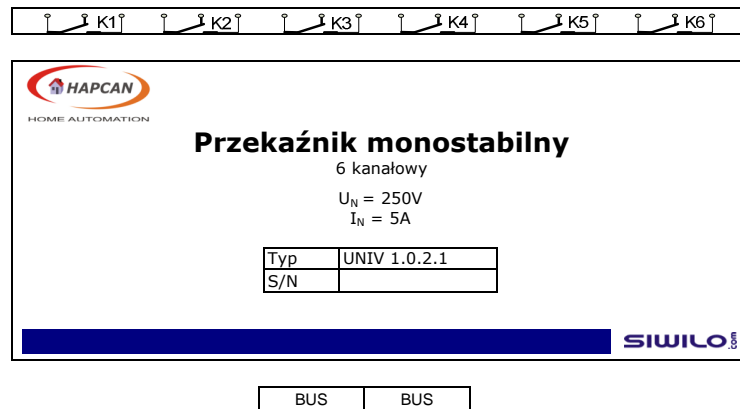 K1 K2 K3 K4 K5 K6
HAPCAN
HOME AUTOMATION
Przekaźnik monostabilny
6 kanałowy
UN = 250V
IN = 5A
Typ UNIV 1.0.2.1
S/N
SIWILO.com
BUS BUS